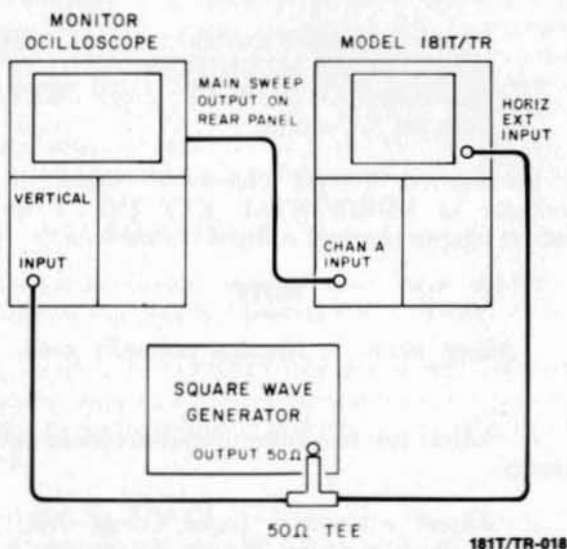 MONITOR
OCILLOSCOPE
MODEL 181T/TR
MAIN SWEEP
OUTPUT ON
REAR PANEL
HORIZ
EXT
INPUT
VERTICAL
INPUT
CHAN A
INPUT
SQUARE WAVE
GENERATOR
OUTPUT 50Ω
50Ω TEE
181T/TR-018